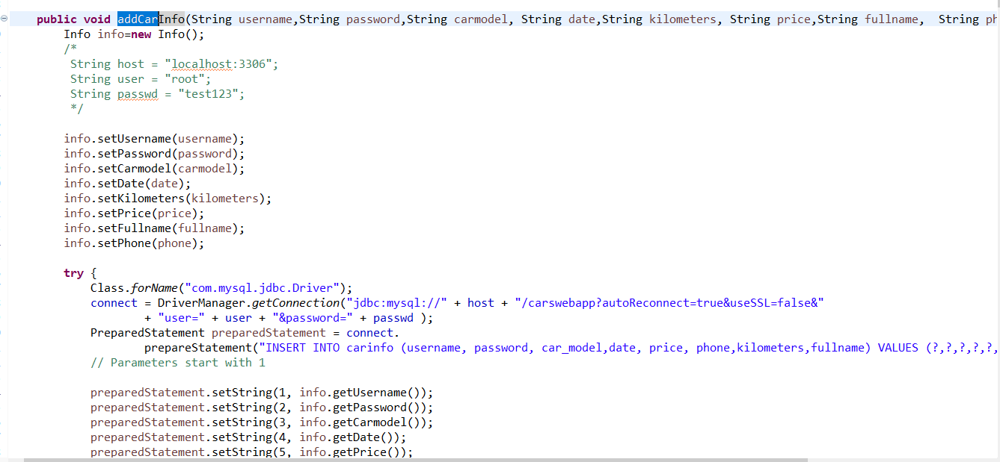 public void addCarInfo(String username,String password,String carmodel, String date,String kilometers, String price,String fullname,  String ph
Info info=new Info();
/*
String host = "localhost:3306";
String user = "root";
String passwd = "test123";
*/
info.setUsername(username);
info.setPassword(password);
info.setCarmodel(carmodel);
info.setDate(date);
info.setKilometers(kilometers);
info.setPrice(price);
info.setFullname(fullname);
info.setPhone(phone);
try {
Class.forName("com.mysql.jdbc.Driver");
connect = DriverManager.getConnection("jdbc:mysql://" + host + "/carswebapp?autoReconnect=true&useSSL=false&"
+ "user=" + user + "&password=" + passwd );
PreparedStatement preparedStatement = connect.
prepareStatement("INSERT INTO carinfo (username, password, car_model,date, price, phone,kilometers,fullname) VALUES (?,?,?,?,?,
// Parameters start with 1
preparedStatement.setString(1, info.getUsername());
preparedStatement.setString(2, info.getPassword());
preparedStatement.setString(3, info.getCarmodel());
preparedStatement.setString(4, info.getDate());
preparedStatement.setString(5, info.getPrice());